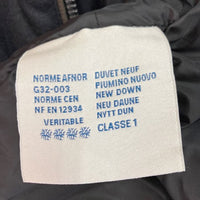 NORME AFNOR
G32-003
NORME CEN
NF EN 12934
VERITABLE
DUVET NEUF
PIUMINO NUOVO
NEW DOWN
NEU DAUNE
NYTT DUN
CLASSE 1